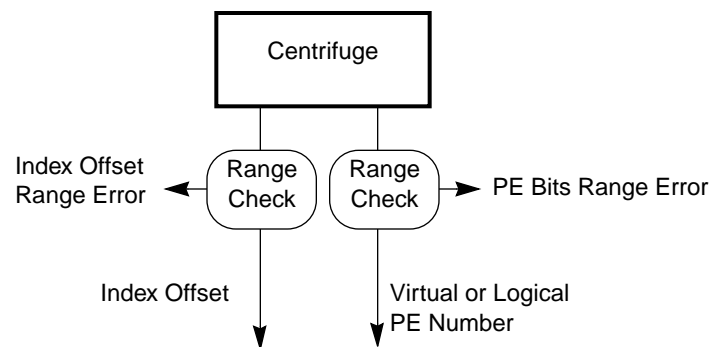 Centrifuge
Index Offset
Range Error
Range
Check
Range
Check
PE Bits Range Error
Index Offset
Virtual or Logical
PE Number